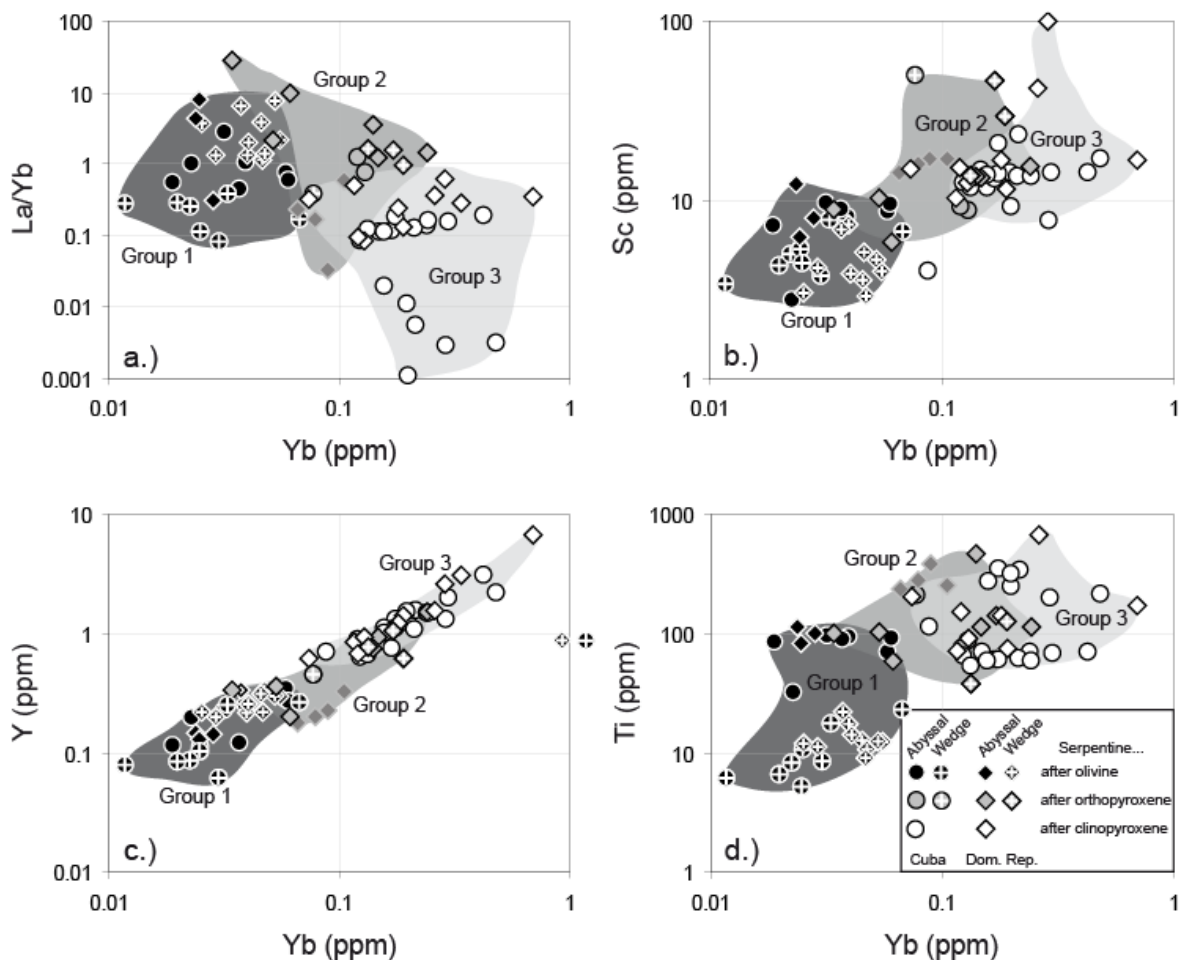 100
10
1
0.1
0.01
0.001
La/Yb
Group 2
Group 1
Group 3
a.)
0.01
0.1
1
Yb (ppm)
100
10
1
Sc (ppm)
Group 2
Group 3
Group 1
b.)
0.01
0.1
1
Yb (ppm)
10
1
0.1
0.01
Y (ppm)
Group 3
Group 2
Group 1
c.)
0.01
0.1
1
Yb (ppm)
1000
100
10
1
Ti (ppm)
Group 2
Group 3
Group 1
d.)
Abyssal Wedge Abyssal Wedge Serpentine...
after olivine
after orthopyroxene
after clinopyroxene
Cuba Dom. Rep.
0.01
0.1
1
Yb (ppm)